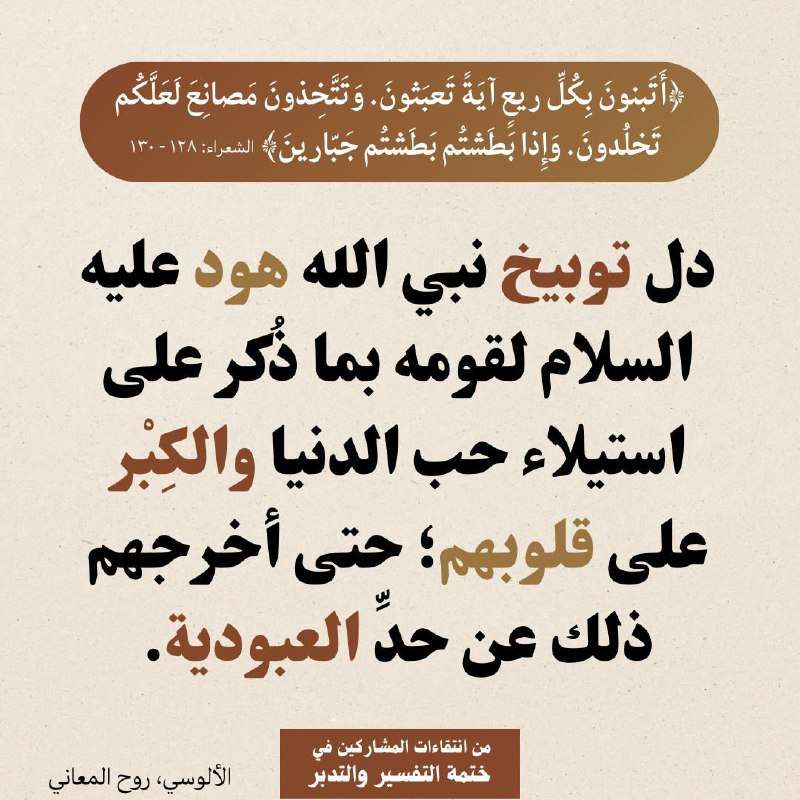 ﴿أَتَبنونَ بِكُلِّ ريعٍ آيَةً تَعبَثونَ. وَتَتَّخِذونَ مَصانِعَ لَعَلَّكُم
تَخلُدونَ. وَإِذا بَطَشتُم بَطَشتُم جَبّارينَ﴾ الشعراء: ١٢٨ - ١٣٠
دل توبيخ نبي الله هود عليه
السلام لقومه بما ذُكر على
استيلاء حب الدنيا والكِبْر
على قلوبهم؛ حتى أخرجهم
ذلك عن حدِّ العبودية.
من انتقاءات المشاركين في
ختمة التفسير والتدبر
الألوسي، روح المعاني